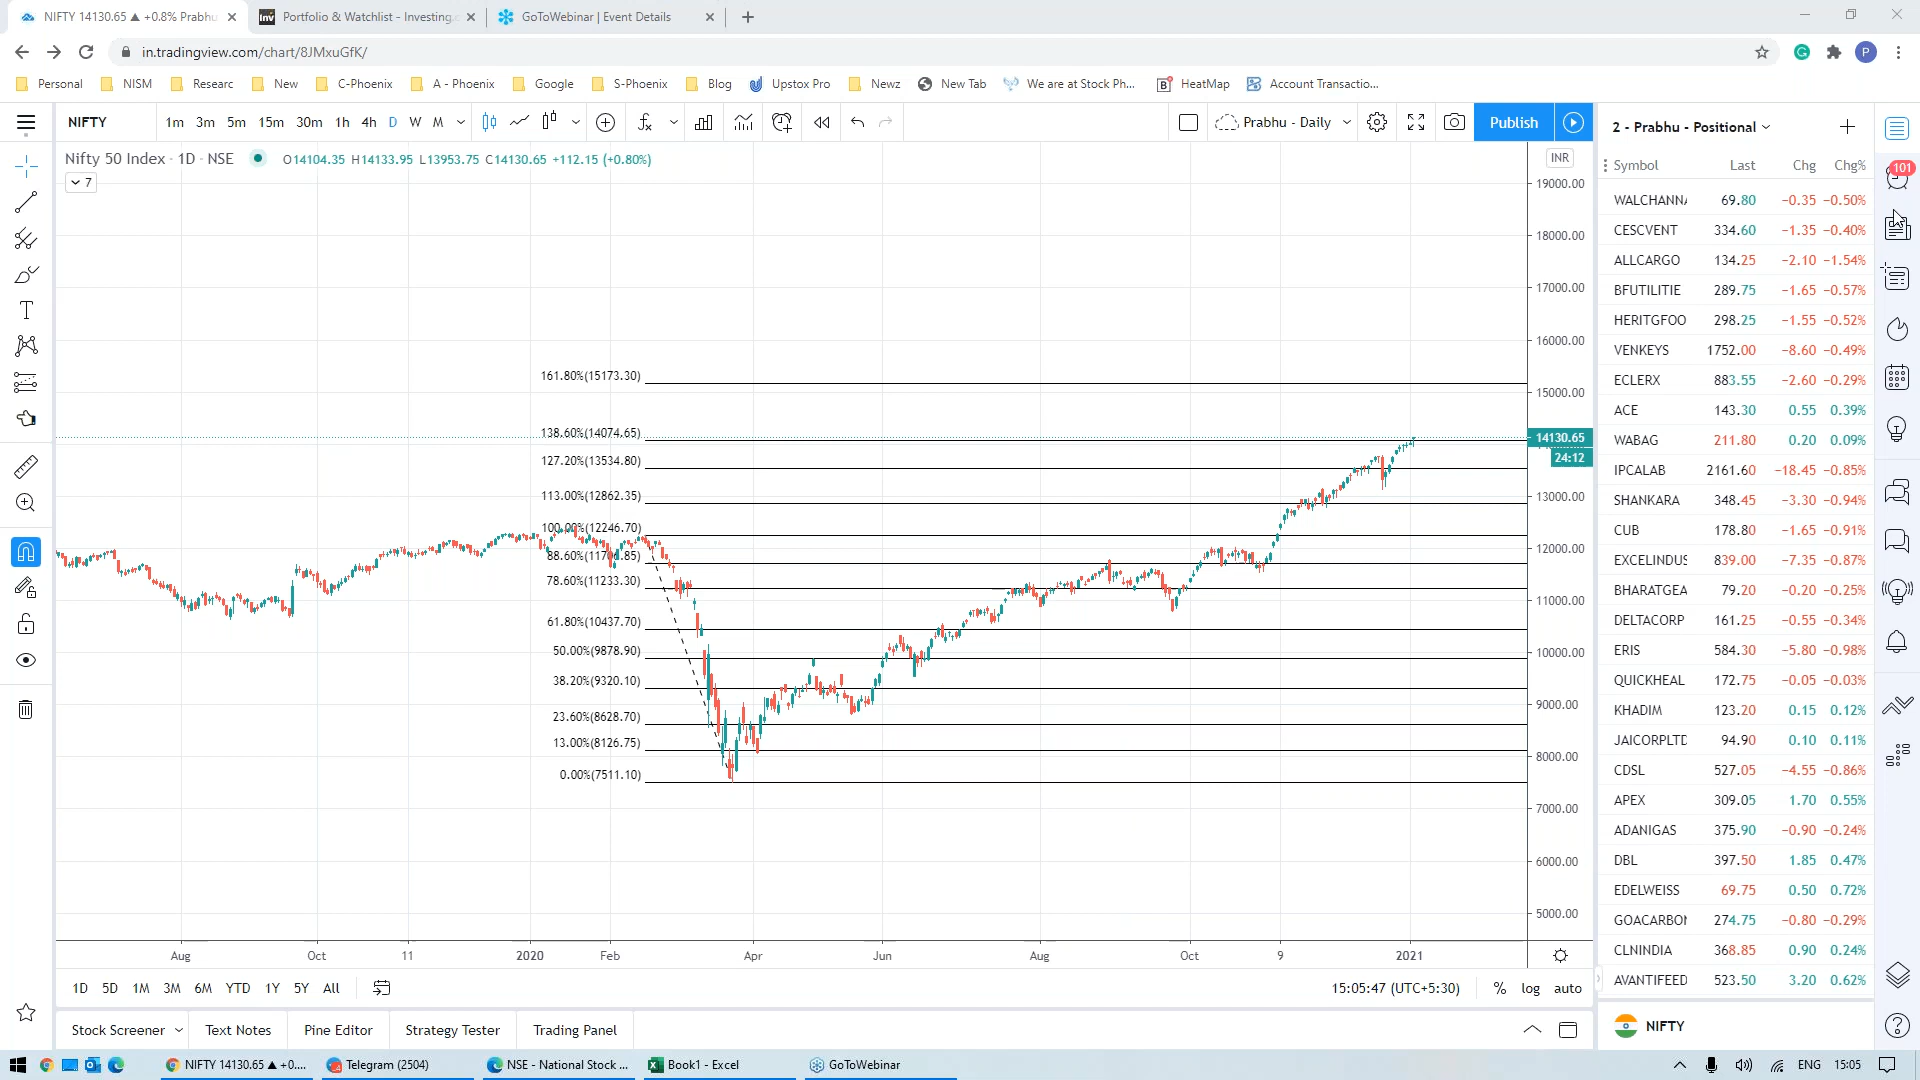 NIFTY 14130.65 ▲ +0.8% Prabhu
Portfolio & Watchlist - Investing.c
GoToWebinar | Event Details
in.tradingview.com/chart/8JMxuGfK/
P
Personal NISM Researc New C-Phoenix A - Phoenix Google S-Phoenix Blog Upstox Pro Newz New Tab We are at Stock Ph... HeatMap Account Transactio...
NIFTY 1m 3m 5m 15m 30m 1h 4h D W M Prabhu - Daily Publish
2 - Prabhu - Positional
Nifty 50 Index · 1D · NSE O14104.35 H14133.95 L13953.75 C14130.65 +112.15 (+0.80%)
7
INR
19000.00
18000.00
17000.00
16000.00
15000.00
14130.65
24:12
13000.00
12000.00
11000.00
10000.00
9000.00
8000.00
7000.00
6000.00
5000.00
161.80%(15173.30)
138.60%(14074.65)
127.20%(13534.80)
113.00%(12862.35)
100.00%(12246.70)
88.60%(11706.85)
78.60%(11233.30)
61.80%(10437.70)
50.00%(9878.90)
38.20%(9320.10)
23.60%(8628.70)
13.00%(8126.75)
0.00%(7511.10)
Aug Oct 11 2020 Feb Apr Jun Aug Oct 9 2021
1D 5D 1M 3M 6M YTD 1Y 5Y All
15:05:47 (UTC+5:30) % log auto
Stock Screener Text Notes Pine Editor Strategy Tester Trading Panel
Symbol Last Chg Chg%
WALCHANNA 69.80 −0.35 −0.50%
CESCVENT 334.60 −1.35 −0.40%
ALLCARGO 134.25 −2.10 −1.54%
BFUTILITIE 289.75 −1.65 −0.57%
HERITGFOO 298.25 −1.55 −0.52%
VENKEYS 1752.00 −8.60 −0.49%
ECLERX 883.55 −2.60 −0.29%
ACE 143.30 0.55 0.39%
WABAG 211.80 0.20 0.09%
IPCALAB 2161.60 −18.45 −0.85%
SHANKARA 348.45 −3.30 −0.94%
CUB 178.80 −1.65 −0.91%
EXCELINDUS 839.00 −7.35 −0.87%
BHARATGEA 79.20 −0.20 −0.25%
DELTACORP 161.25 −0.55 −0.34%
ERIS 584.30 −5.80 −0.98%
QUICKHEAL 172.75 −0.05 −0.03%
KHADIM 123.20 0.15 0.12%
JAICORPLTD 94.90 0.10 0.11%
CDSL 527.05 −4.55 −0.86%
APEX 309.05 1.70 0.55%
ADANIGAS 375.90 −0.90 −0.24%
DBL 397.50 1.85 0.47%
EDELWEISS 69.75 0.50 0.72%
GOACARBON 274.75 −0.80 −0.29%
CLNINDIA 368.85 0.90 0.24%
AVANTIFEED 523.50 3.20 0.62%
NIFTY
101
NIFTY 14130.65 ▲ +0.... Telegram (2504) NSE - National Stock ... Book1 - Excel GoToWebinar
ENG 15:05